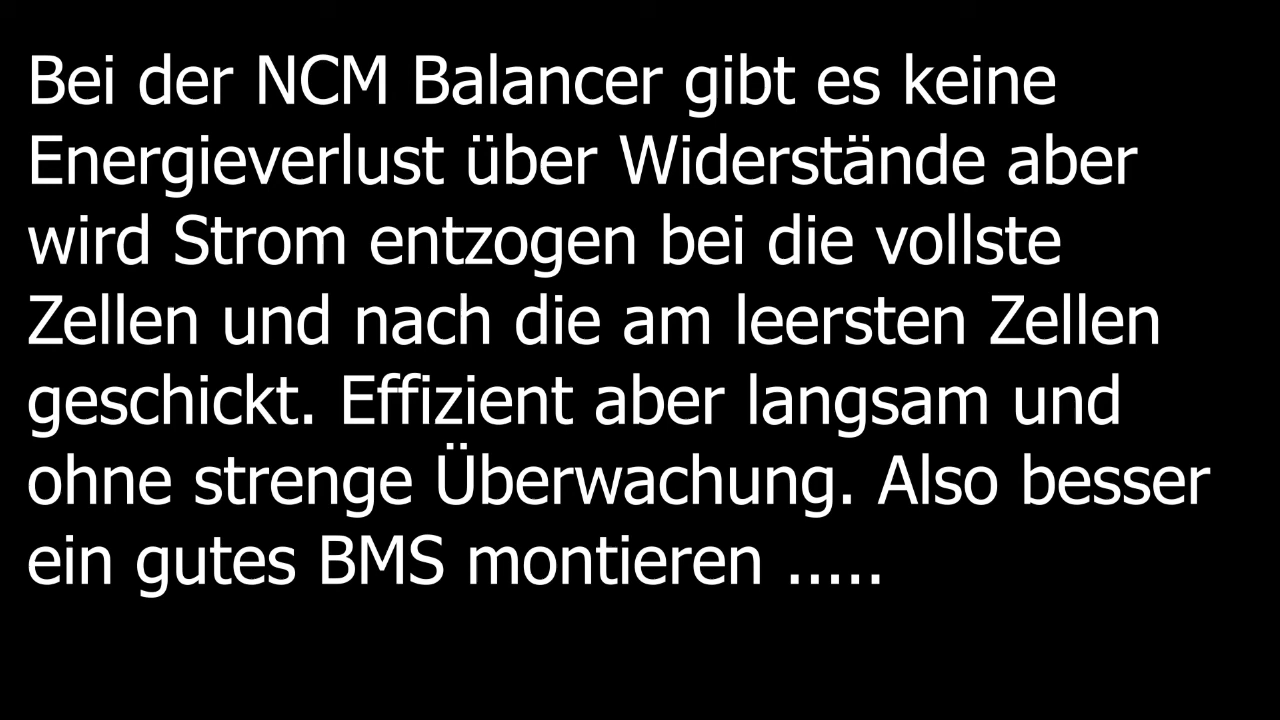 Bei der NCM Balancer gibt es keine
Energieverlust über Widerstände aber
wird Strom entzogen bei die vollste
Zellen und nach die am leersten Zellen
geschickt. Effizient aber langsam und
ohne strenge Überwachung. Also besser
ein gutes BMS montieren .....